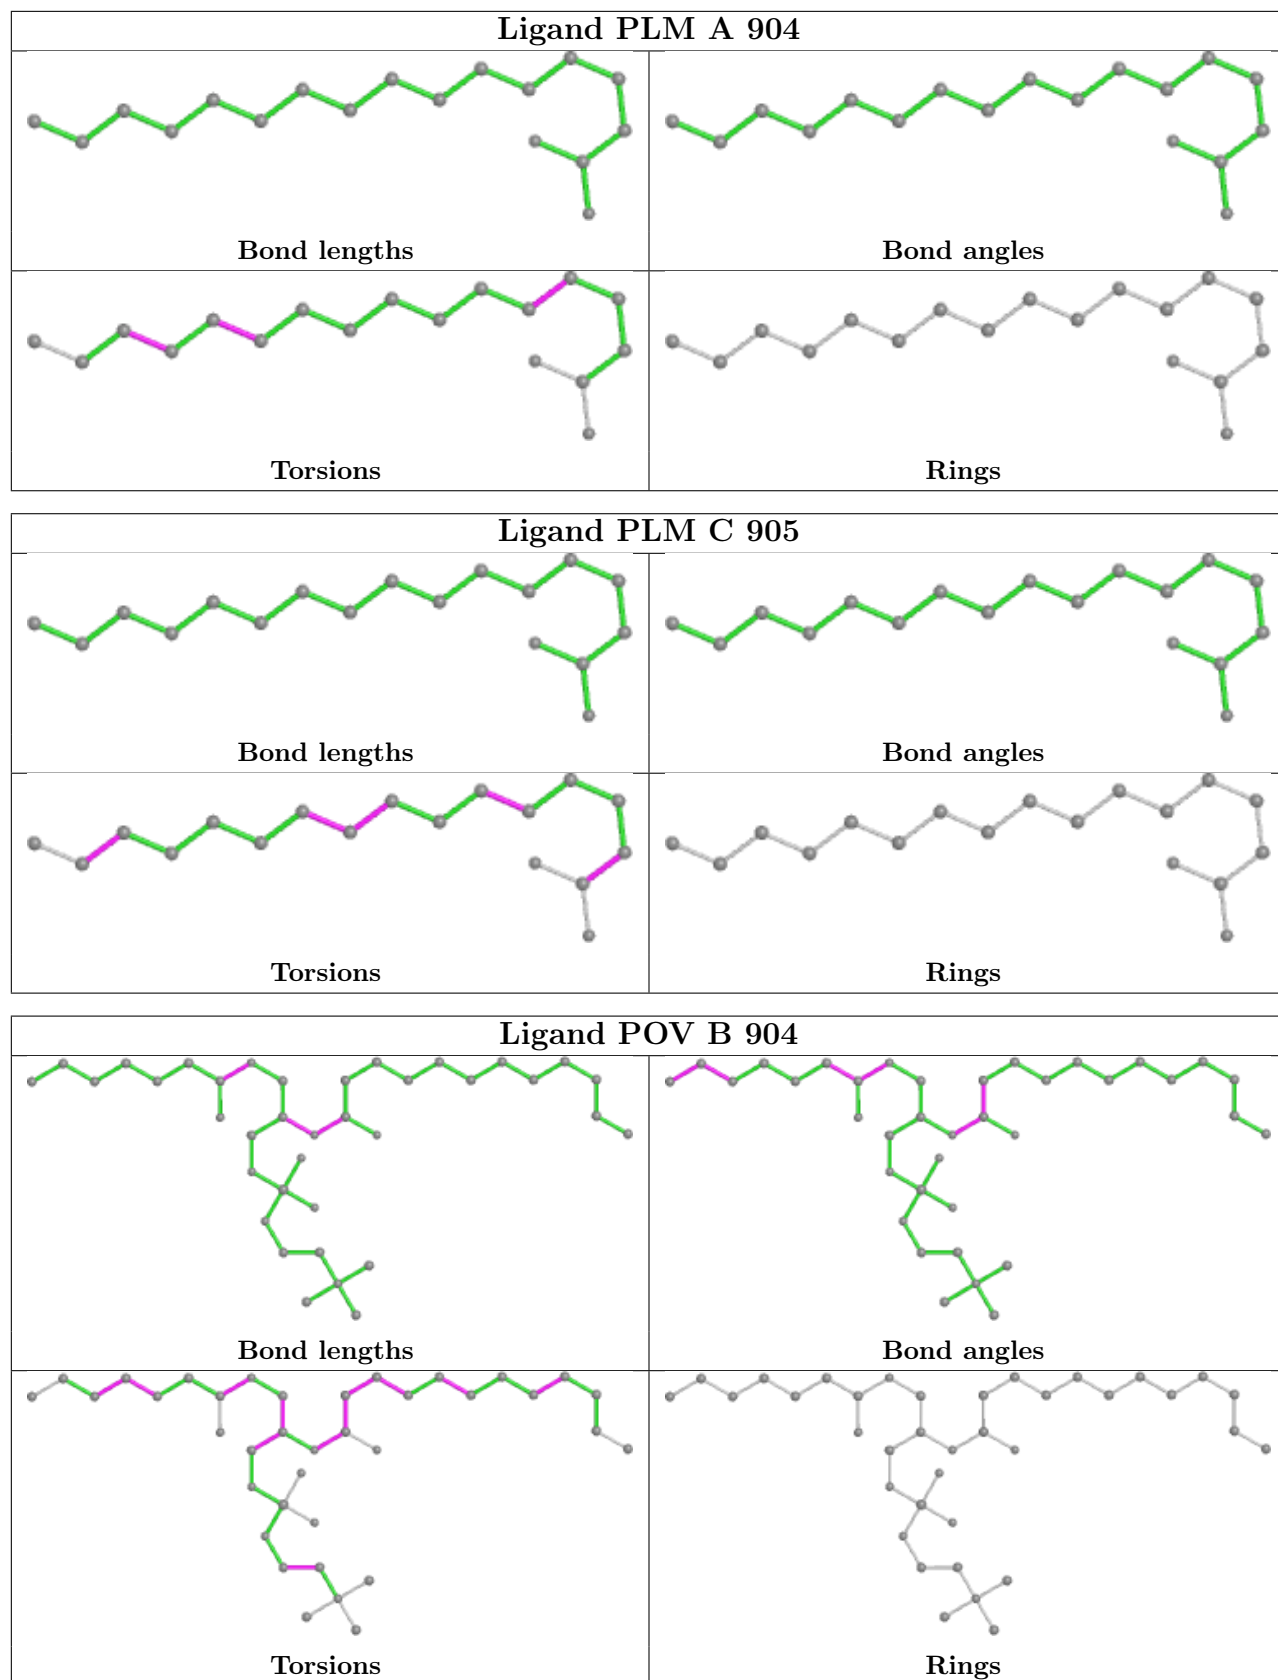 Ligand PLM A 904
Bond lengths
Bond angles
Torsions
Rings
Ligand PLM C 905
Bond lengths
Bond angles
Torsions
Rings
Ligand POV B 904
Bond lengths
Bond angles
Torsions
Rings